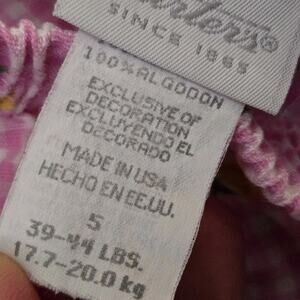 Carter's®
SINCE 1865
100% ALGODON
EXCLUSIVE OF
DECORATION
EXCLUYENDO EL
DECORADO
MADE IN USA
HECHO EN EE.UU.
5
39-44 LBS.
17.7-20.0 kg